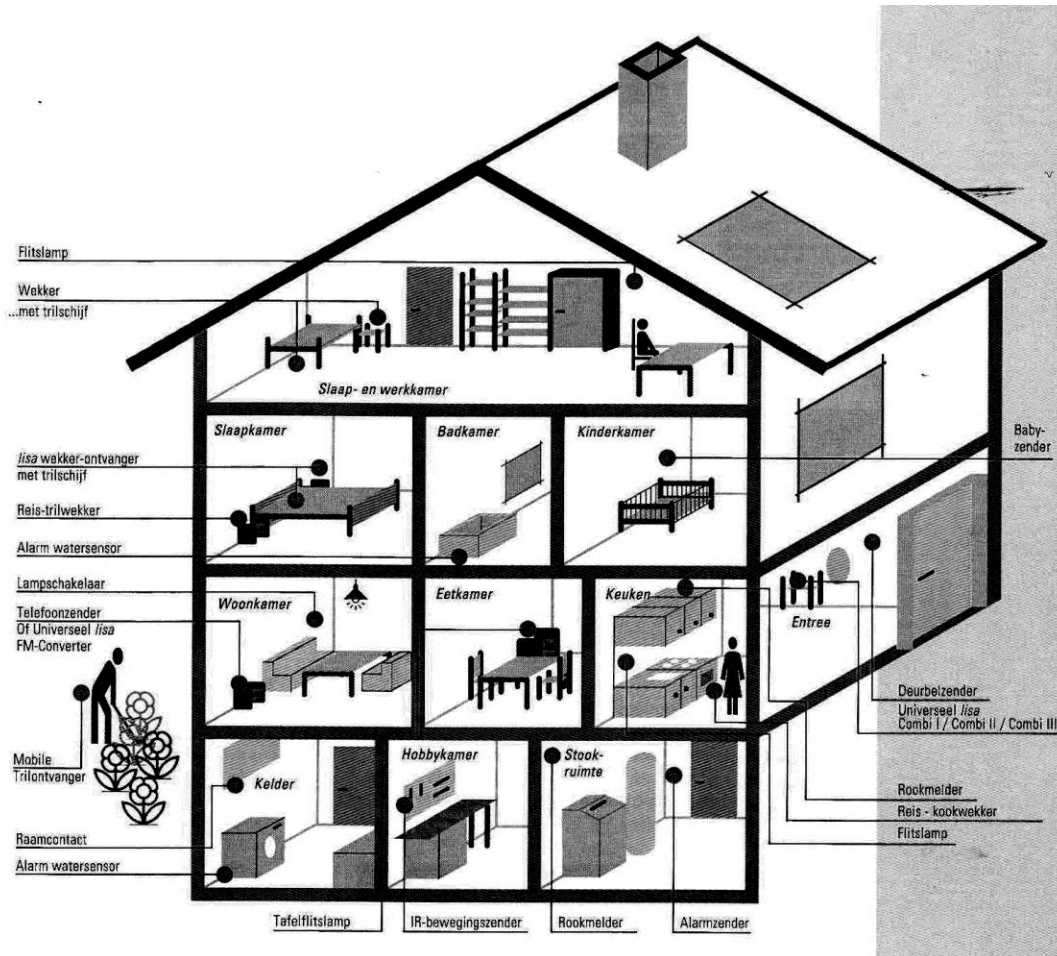 Flitslamp
Wekker
...met trilschijf
Slaap- en werkkamer
Slaapkamer
Badkamer
Kinderkamer
Baby-
zender
lisa wekker-ontvanger
met trilschijf
Reis-trilwekker
Alarm watersensor
Lampschakelaar
Telefoonzender
Of Universeel lisa
FM-Converter
Woonkamer
Eetkamer
Keuken
Entree
Mobile
Trilontvanger
Deurbelzender
Universeel lisa
Combi I / Combi II / Combi III
Rookmelder
Reis - kookwekker
Flitslamp
Kelder
Hobbykamer
Stook-
ruimte
Raamcontact
Alarm watersensor
Tafelflitslamp
IR-bewegingszender
Rookmelder
Alarmzender